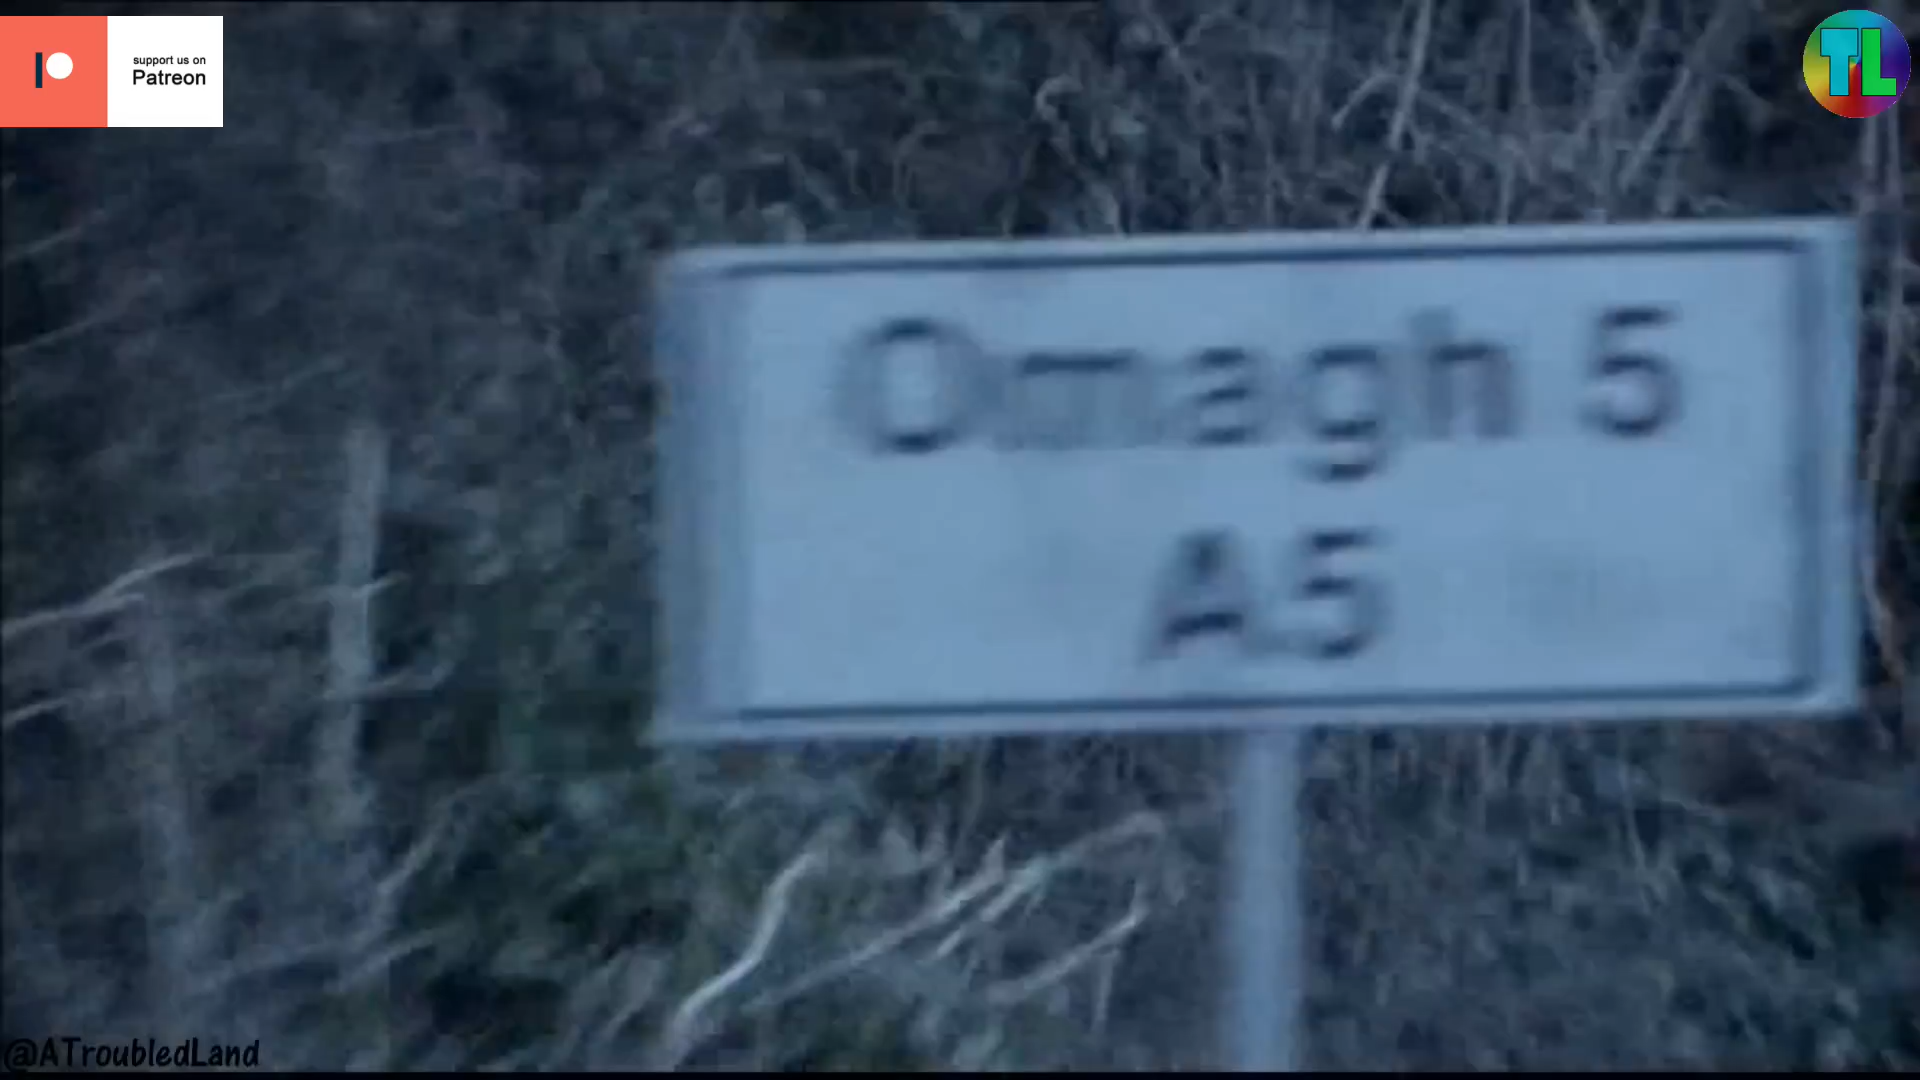 support us on
Patreon
TL
Omagh 5
A5
@ATroubledLand